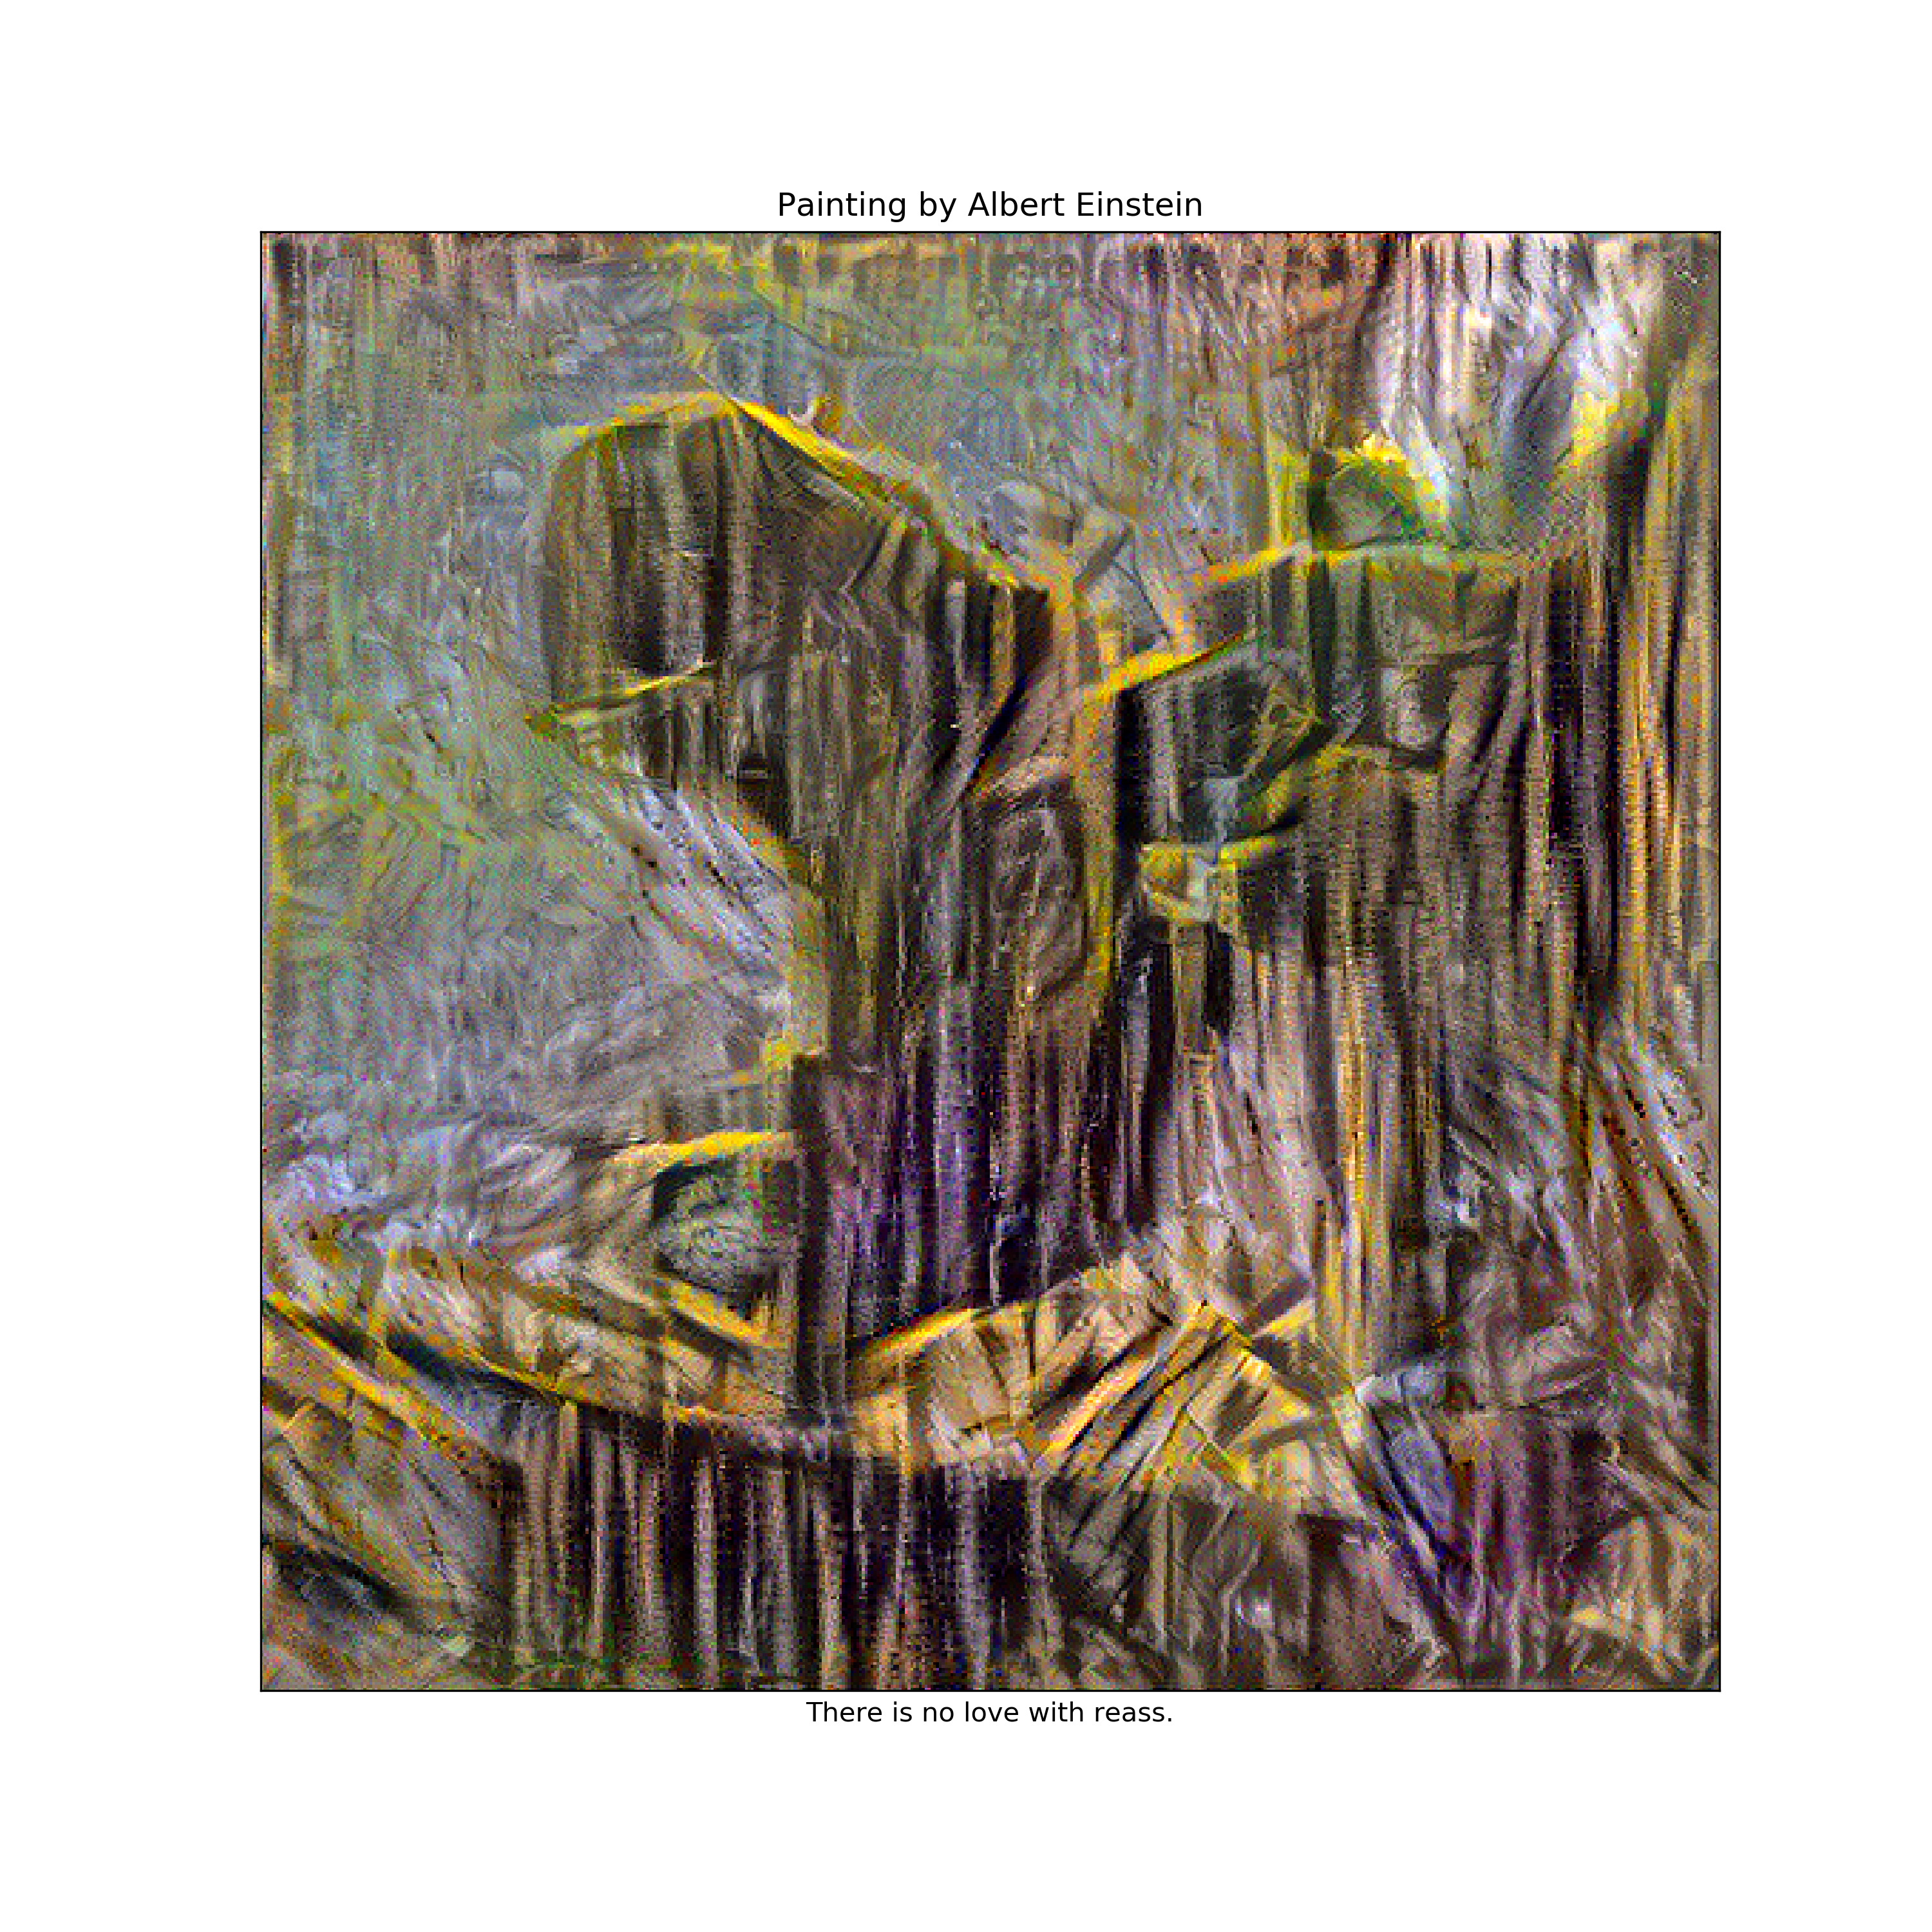 Painting by Albert Einstein
There is no love with reass.